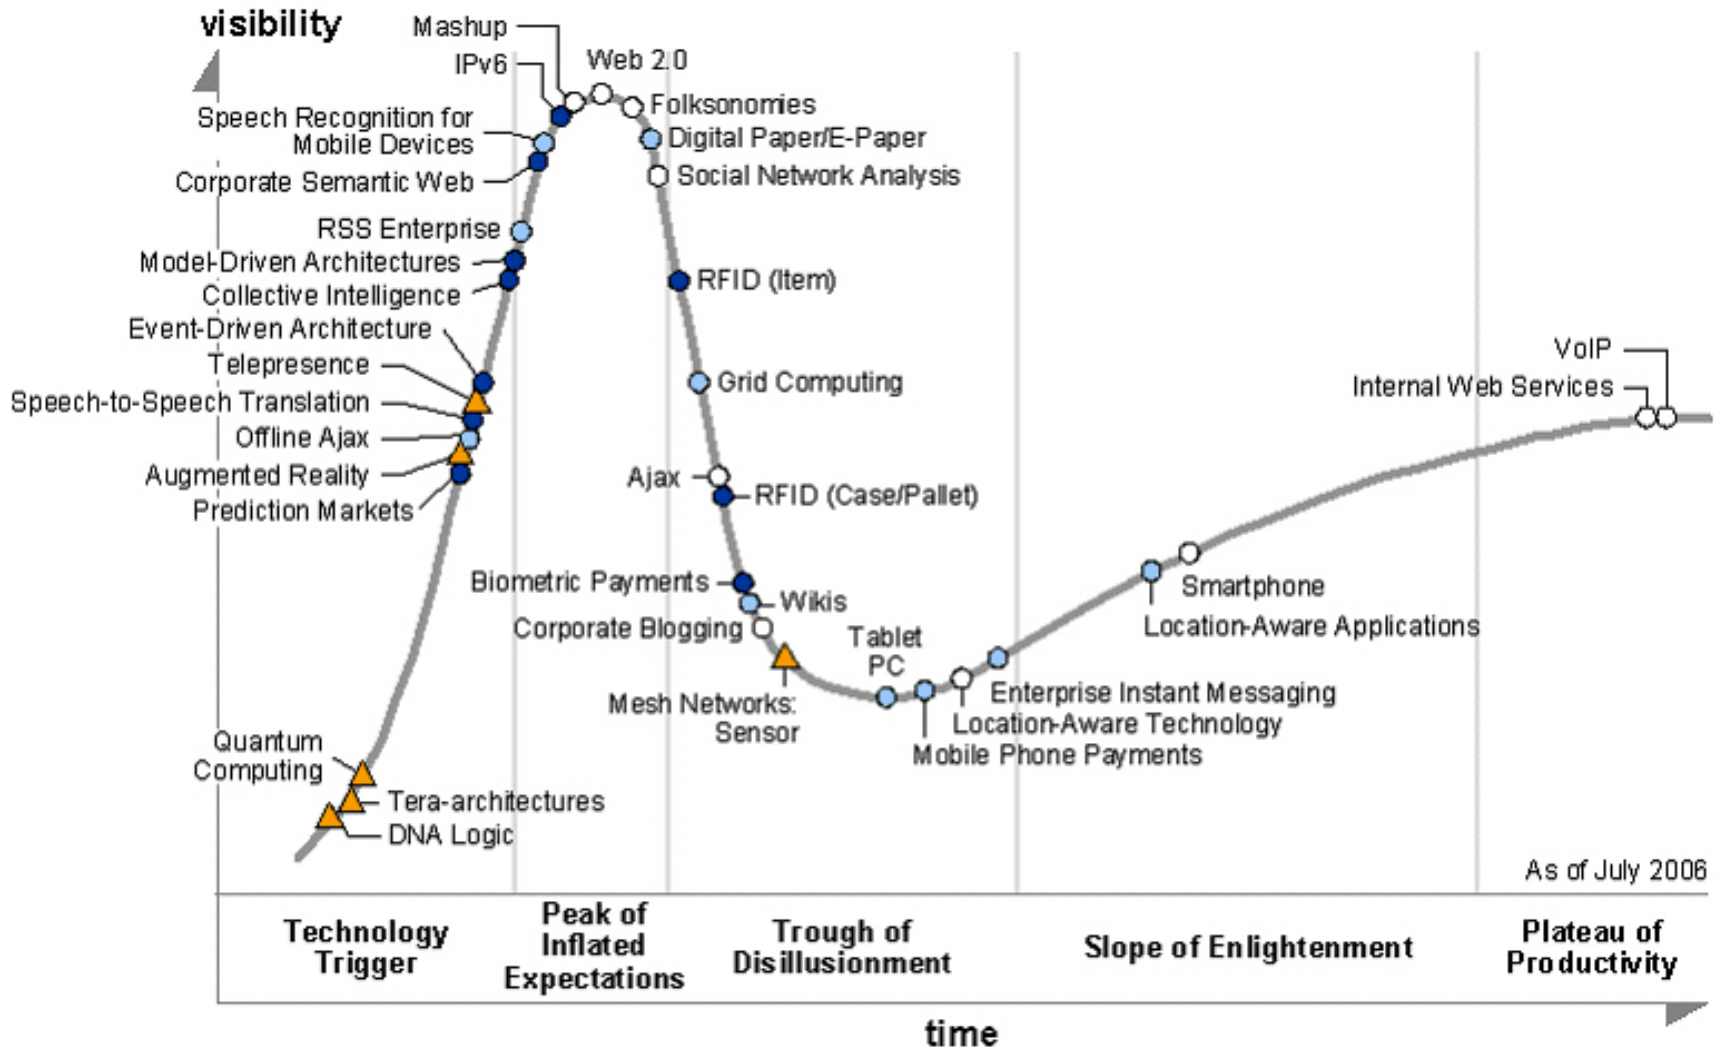 visibility
Mashup
IPv6
Web 2.0
Speech Recognition for
Mobile Devices
Folksonomies
Digital Paper/E-Paper
Corporate Semantic Web
Social Network Analysis
RSS Enterprise
Model-Driven Architectures
Collective Intelligence
RFID (Item)
Event-Driven Architecture
Telepresence
Speech-to-Speech Translation
Offline Ajax
Augmented Reality
Prediction Markets
Grid Computing
Ajax
RFID (Case/Pallet)
VoIP
Internal Web Services
Biometric Payments
Wikis
Corporate Blogging
Tablet
PC
Smartphone
Location-Aware Applications
Mesh Networks:
Sensor
Enterprise Instant Messaging
Location-Aware Technology
Mobile Phone Payments
Quantum
Computing
Tera-architectures
DNA Logic
As of July 2006
Technology
Trigger
Peak of
Inflated
Expectations
Trough of
Disillusionment
Slope of Enlightenment
Plateau of
Productivity
time